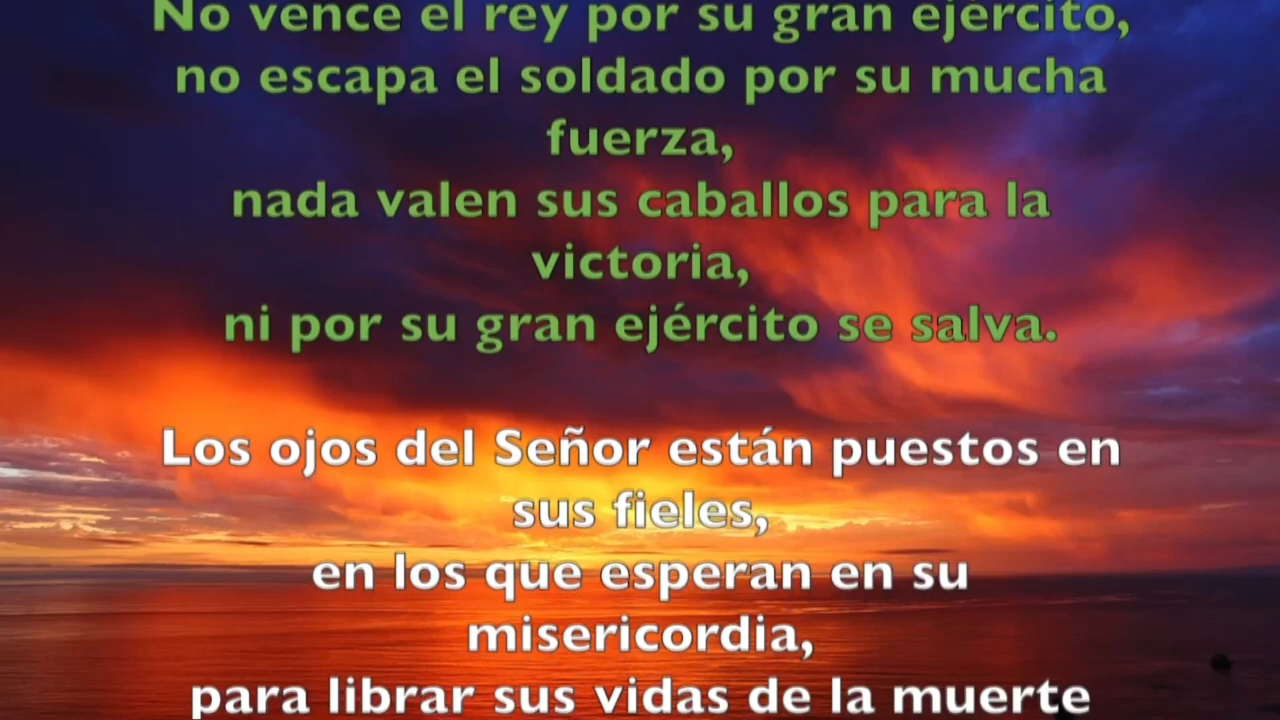 No vence el rey por su gran ejército,
no escapa el soldado por su mucha
fuerza,
nada valen sus caballos para la
victoria,
ni por su gran ejército se salva.
Los ojos del Señor están puestos en
sus fieles,
en los que esperan en su
misericordia,
para librar sus vidas de la muerte